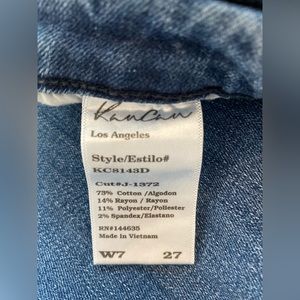 KanCan
Los Angeles
Style/Estilo#
KC8143D
Cut#J-1372
73% Cotton /Algodon
14% Rayon / Rayon
11% Polyester/Poliester
2% Spandex/Elastano
RN#144635
Made in Vietnam
W7 27